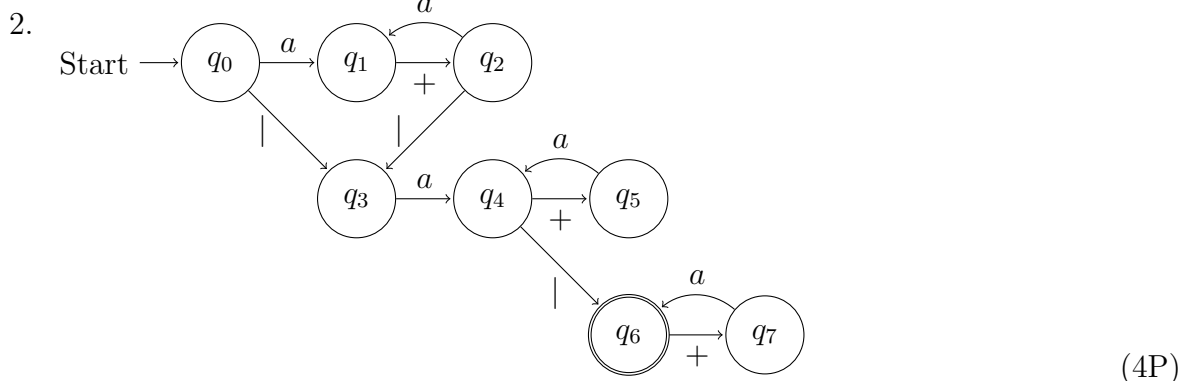 a
2.
Start q0 a q1 + q2
| |
a
q3 a q4 + q5
a
|
q6 + q7
(4P)